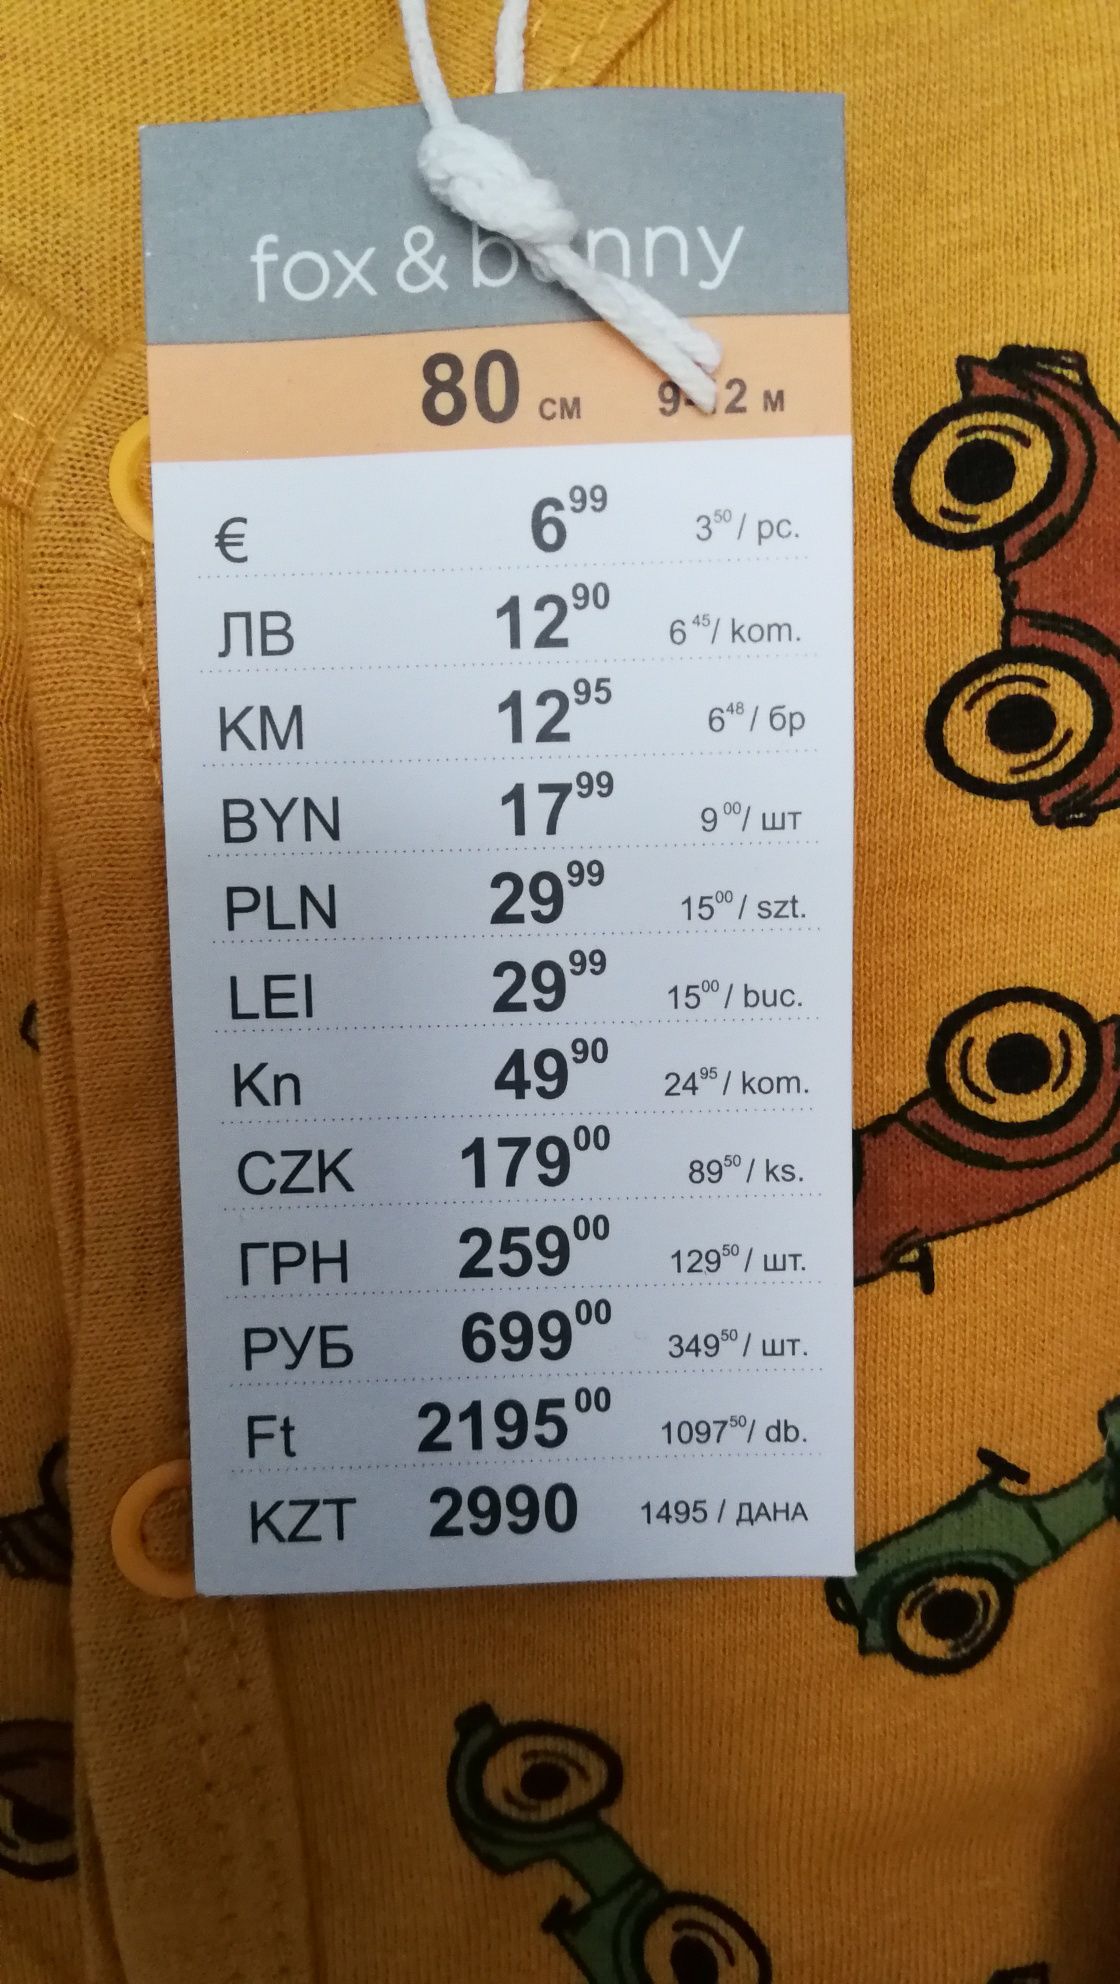 fox & bunny
80 см 9-12 м
€ 6 99 3 50 / pc.
ЛВ 12 90 6 45 / kom.
KM 12 95 6 48 / бр
BYN 17 99 9 00 / шт
PLN 29 99 15 00 / szt.
LEI 29 99 15 00 / buc.
Kn 49 90 24 95 / kom.
CZK 179 00 89 50 / ks.
ГРН 259 00 129 50 / шт.
РУБ 699 00 349 50 / шт.
Ft 2195 00 1097 50 / db.
KZT 2990 1495 / ДАНА